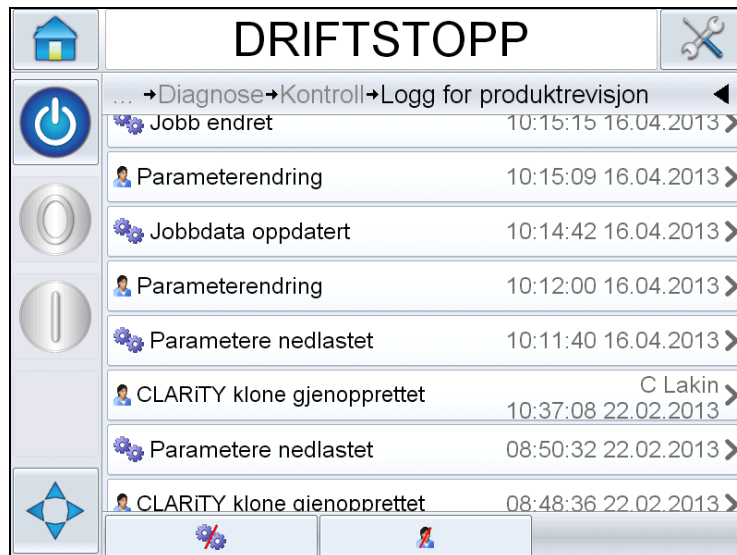 DRIFTSTOPP
... →Diagnose→Kontroll→Logg for produktrevisjon
Jobb endret 10:15:15 16.04.2013
Parameterendring 10:15:09 16.04.2013
Jobbdata oppdatert 10:14:42 16.04.2013
Parameterendring 10:12:00 16.04.2013
Parametere nedlastet 10:11:40 16.04.2013
CLARiTY klone gjenopprettet C Lakin
10:37:08 22.02.2013
Parametere nedlastet 08:50:32 22.02.2013
CLARiTY klone gjenopprettet 08:48:36 22.02.2013